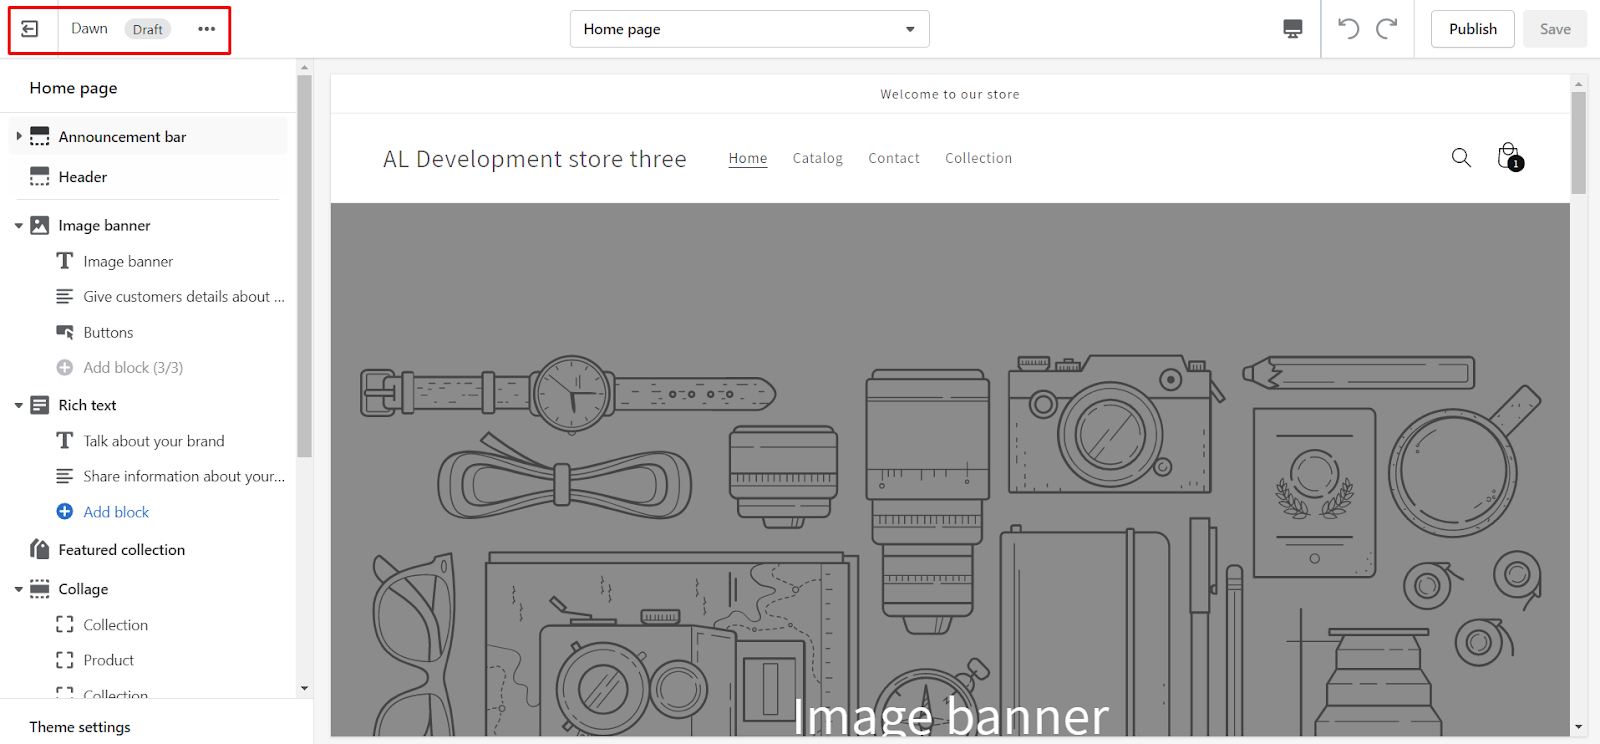 Dawn Draft
Home page
Publish
Save
Home page
Announcement bar
Header
Image banner
Image banner
Give customers details about ...
Buttons
Add block (3/3)
Rich text
Talk about your brand
Share information about your...
Add block
Featured collection
Collage
Collection
Product
Collection
Theme settings
Welcome to our store
AL Development store three
Home Catalog Contact Collection
1
Image banner